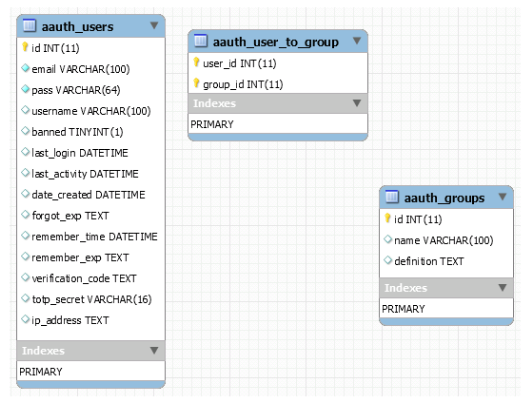 aauth_users
id INT(11)
email VARCHAR(100)
pass VARCHAR(64)
username VARCHAR(100)
banned TINYINT(1)
last_login DATETIME
last_activity DATETIME
date_created DATETIME
forgot_exp TEXT
remember_time DATETIME
remember_exp TEXT
verification_code TEXT
totp_secret VARCHAR(16)
ip_address TEXT
Indexes
PRIMARY
aauth_user_to_group
user_id INT(11)
group_id INT(11)
Indexes
PRIMARY
aauth_groups
id INT(11)
name VARCHAR(100)
definition TEXT
Indexes
PRIMARY